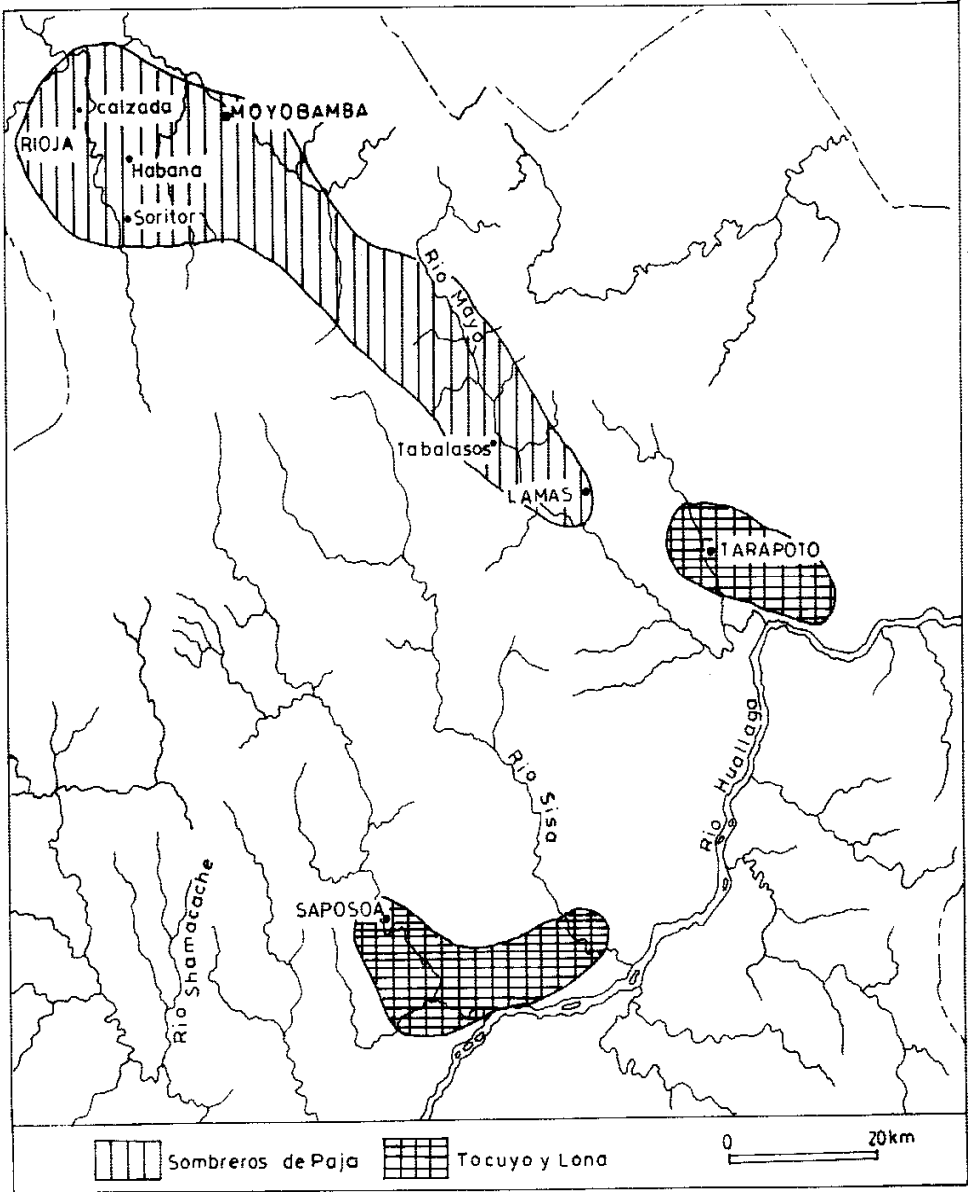 calzada
MOYOBAMBA
RIOJA
Habana
Soritor
Rio Mayo
Tabalasos
LAMAS
TARAPOTO
Rio Huallaga
Rio Sisa
SAPOSOA
Rio Shamacache
0 20km
Sombreros de Paja
Tocuyo y Lona